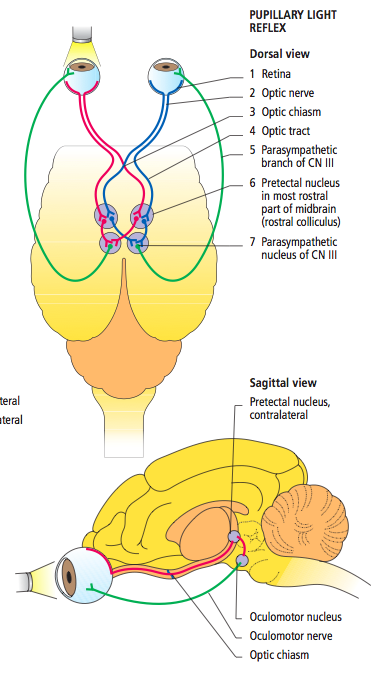 PUPILLARY LIGHT
REFLEX
Dorsal view
1 Retina
2 Optic nerve
3 Optic chiasm
4 Optic tract
5 Parasympathetic
branch of CN III
6 Pretectal nucleus
in most rostral
part of midbrain
(rostral colliculus)
7 Parasympathetic
nucleus of CN III
teral
ateral
Sagittal view
Pretectal nucleus,
contralateral
Oculomotor nucleus
Oculomotor nerve
Optic chiasm